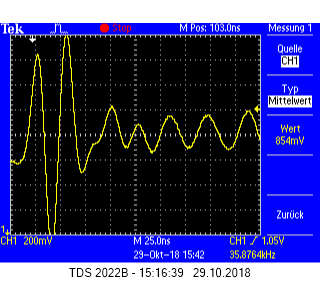 Tek Stop M Pos: 103.0ns Messung 1
Quelle
CH1
Typ
Mittelwert
Wert
854mV
Zurück
1
CH1 200mV M 25.0ns CH1 / 1.05V
29-Okt-18 15:42 35.8764kHz
TDS 2022B - 15:16:39 29.10.2018